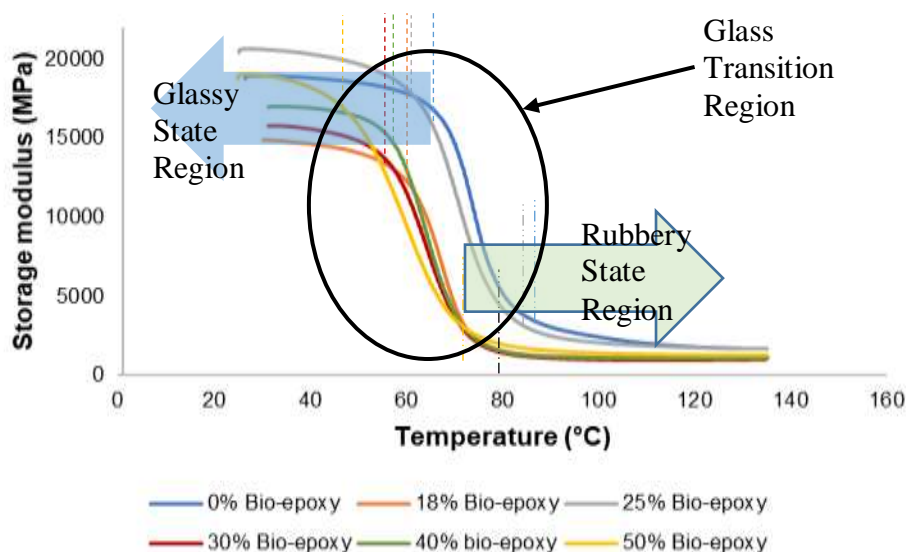 Glass
Transition
Region
Glassy
State
Region
Rubbery
State
Region
Storage modulus (MPa)
20000
15000
10000
5000
0
0 20 40 60 80 100 120 140 160
Temperature (°C)
0% Bio-epoxy 18% Bio-epoxy 25% Bio-epoxy
30% Bio-epoxy 40% bio-epoxy 50% Bio-epoxy